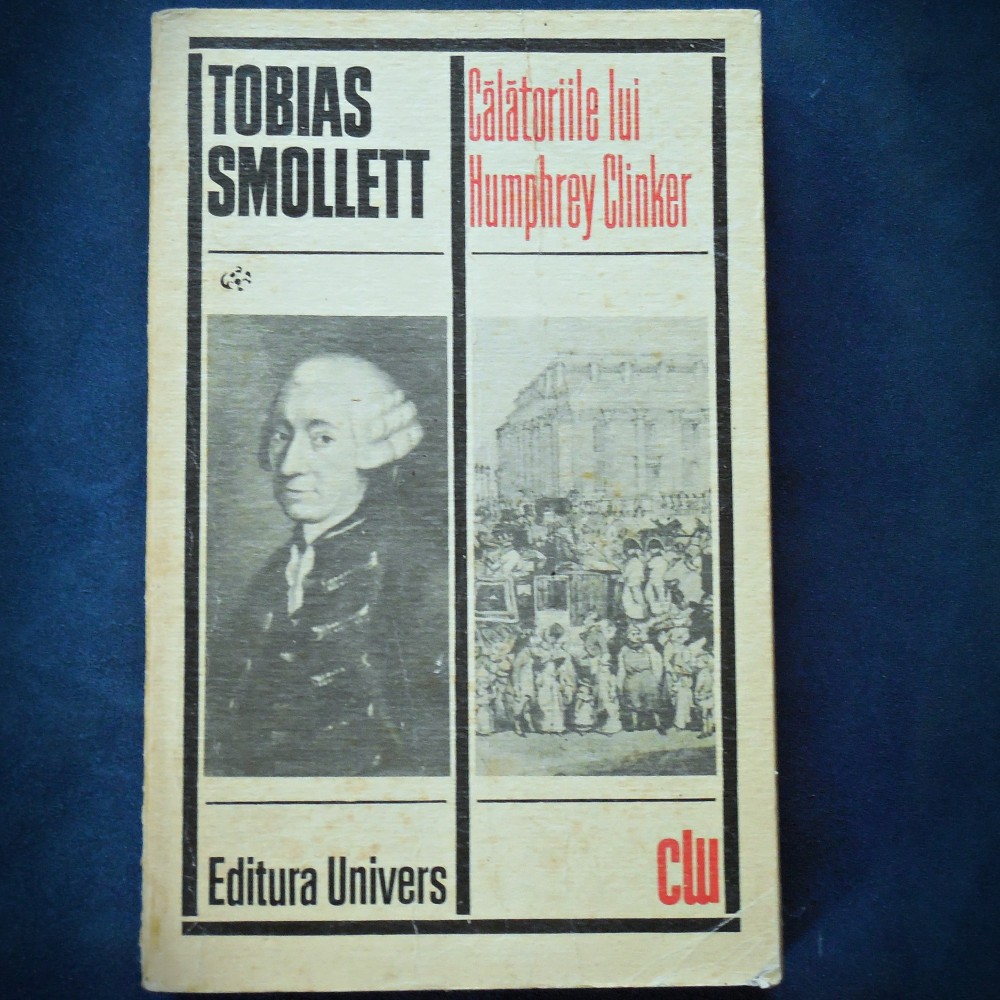 TOBIAS
SMOLLETT
Călătoriile lui
Humphrey Clinker
Editura Univers
clu